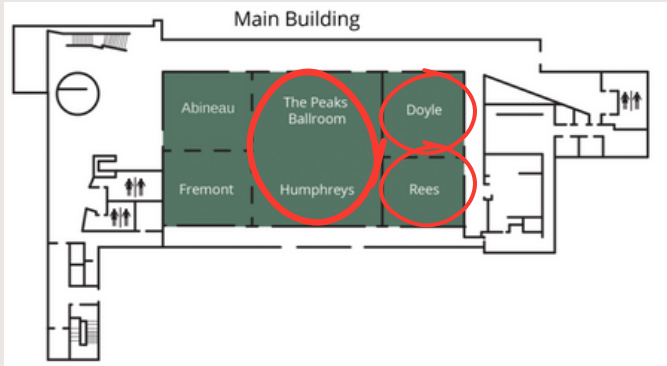 Main Building
Abineau
The Peaks
Ballroom
Doyle
Fremont
Humphreys
Rees